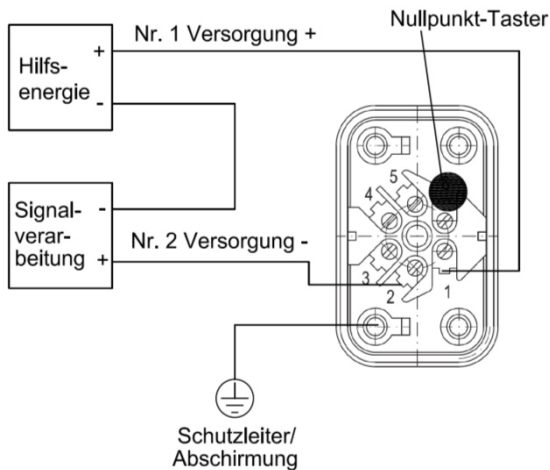 Nullpunkt-Taster
Nr. 1 Versorgung +
+
Hilfs-
energie
-
5
4
Signal-
verar-
beitung
-
+
Nr. 2 Versorgung -
3
2
1
Schutzleiter/
Abschirmung